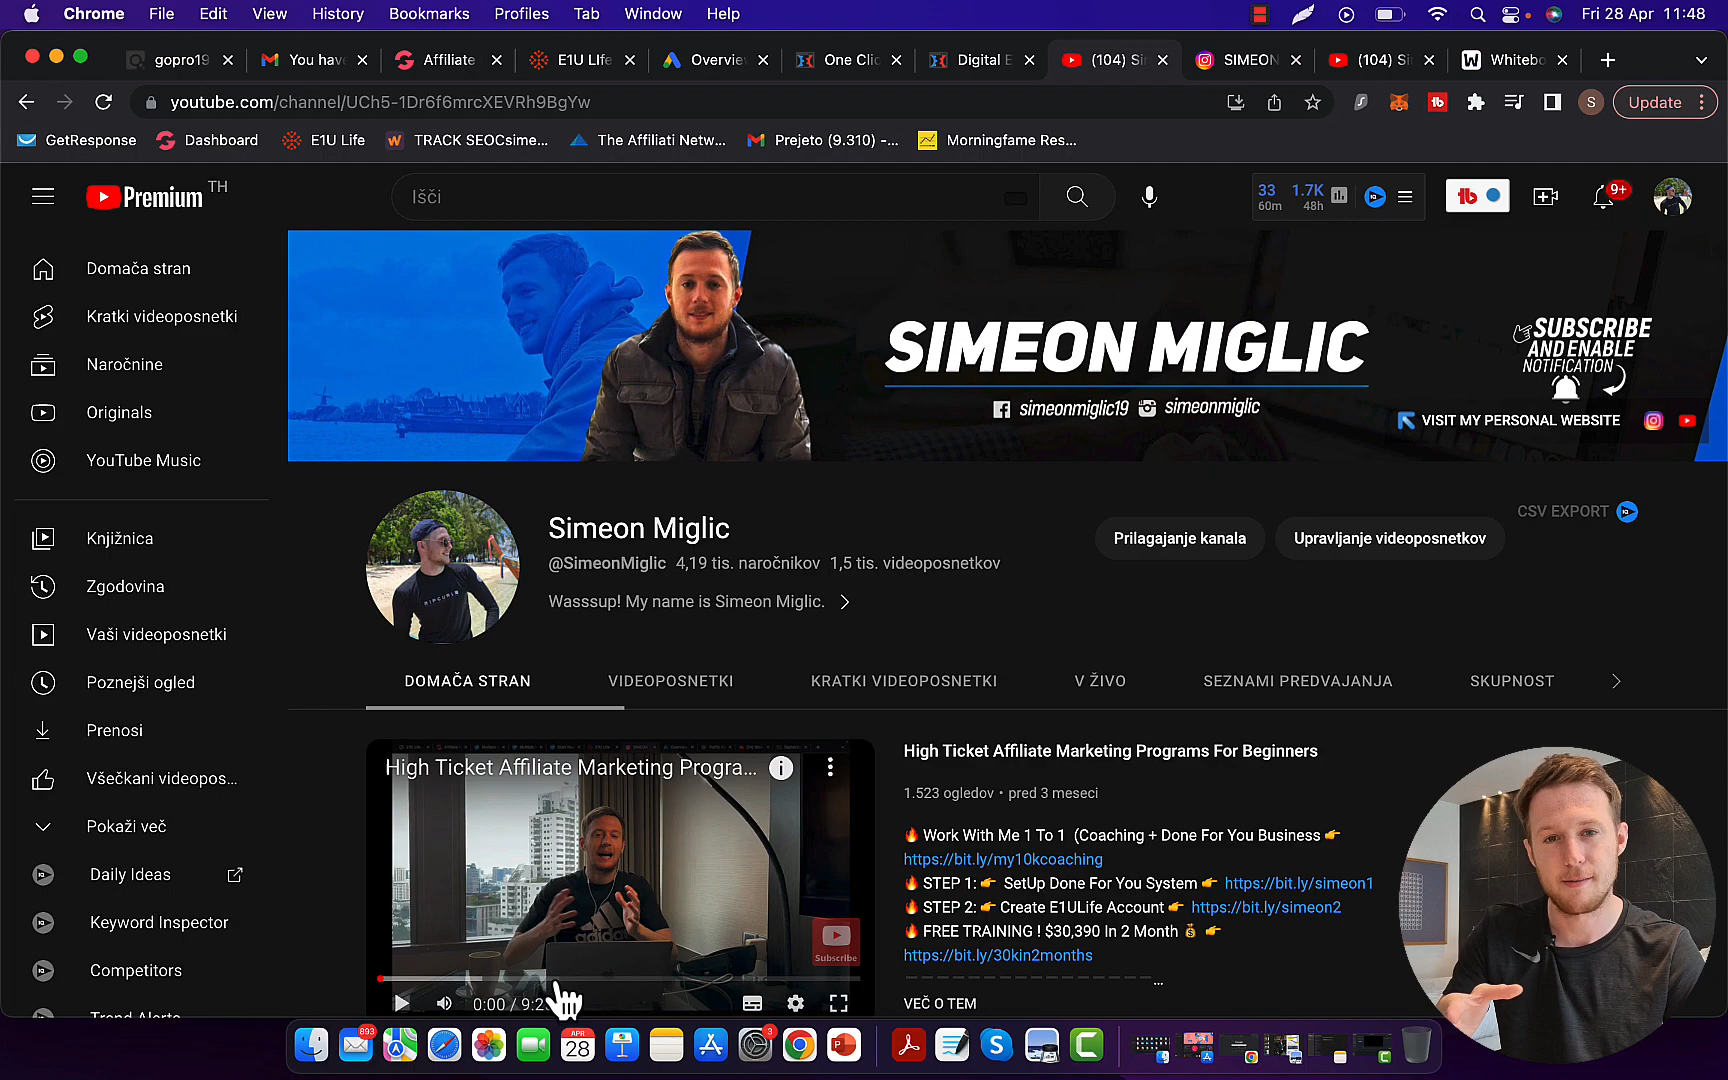 Chrome File Edit View History Bookmarks Profiles Tab Window Help Fri 28 Apr 11:48
gopro19 You have Affiliate E1U Life Overvie One Clic Digital E (104) Si SIMEON (104) Si Whitebo
youtube.com/channel/UCh5-1Dr6f6mrcXEVRh9BgYw S Update
GetResponse Dashboard E1U Life TRACK SEOCsime... The Affiliati Netw... Prejeto (9.310) -... Morningfame Res...
Premium TH Išči 33 60m 1.7K 48h 9+
Domača stran
Kratki videoposnetki
Naročnine
Originals
YouTube Music
Knjižnica
Zgodovina
Vaši videoposnetki
Poznejši ogled
Prenosi
Všečkani videopos...
Pokaži več
Daily Ideas
Keyword Inspector
Competitors
Trend Alerts
SIMEON MIGLIC
simeonmiglic19 simeonmiglic
SUBSCRIBE
AND ENABLE
NOTIFICATION
VISIT MY PERSONAL WEBSITE
Simeon Miglic
@SimeonMiglic 4,19 tis. naročnikov 1,5 tis. videoposnetkov
Wasssup! My name is Simeon Miglic.
Prilagajanje kanala Upravljanje videoposnetkov
CSV EXPORT
DOMAČA STRAN VIDEOPOSNETKI KRATKI VIDEOPOSNETKI V ŽIVO SEZNAMI PREDVAJANJA SKUPNOST
High Ticket Affiliate Marketing Progra...
adidas
Subscribe
0:00 / 9:2
High Ticket Affiliate Marketing Programs For Beginners
1.523 ogledov • pred 3 meseci
🔥 Work With Me 1 To 1 (Coaching + Done For You Business 👉
https://bit.ly/my10kcoaching
🔥 STEP 1: 👉 SetUp Done For You System 👉 https://bit.ly/simeon1
🔥 STEP 2: 👉 Create E1ULife Account 👉 https://bit.ly/simeon2
🔥 FREE TRAINING ! $30,390 In 2 Month 💰 👉
https://bit.ly/30kin2months
— — — — — — — — — — — — — — ...
VEČ O TEM
893 APR 28 3